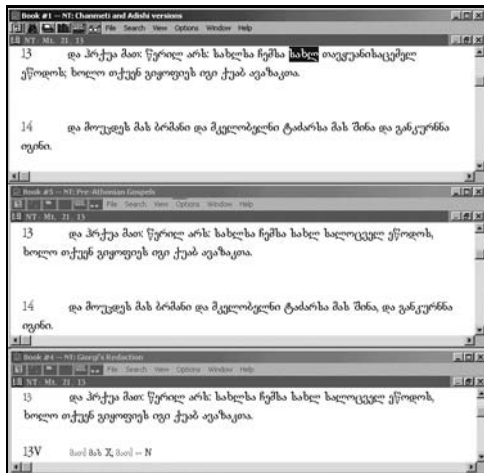 Book #1 -- NT: Chanmeti and Adishi versions
File Search View Options Window Help
NT- Mt. 21, 13
13 და ჰრქუა მათ: წერილ არს: სახლსა ჩემსა სახლ თავყუანისაცემელ
ეწოდოს; ხოლო თქუენ გიყოფიეს იგი ქუაბ ავაზაკთა.
14 და მოუჴდეს მას ბრმანი და მკელობელნი ტაძარსა მას შინა და განკურნნა
იგინი.
Book #5 -- NT: Pre-Athonian Gospels
File Search View Options Window Help
NT- Mt. 21, 13
13 და ჰრქუა მათ: წერილ არს: სახლსა ჩემსა სახლ სალოცველ ეწოდოს,
ხოლო თქუენ გიყოფიეს იგი ქუაბ ავაზაკთა.
14 და მოუჴდეს მას ბრმანი და მკელობელნი ტაძარსა მას შინა, და განკურნნა
იგინი.
Book #4 -- NT: Giorgi's Redaction
File Search View Options Window Help
NT- Mt. 21, 13
13 და ჰრქუა მათ: წერილ არს: სახლსა ჩემსა სახლ სალოცველ ეწოდოს,
ხოლო თქუენ გიყოფიეს იგი ქუაბ ავაზაკთა.
13V მათ] მას X, მათ] — N